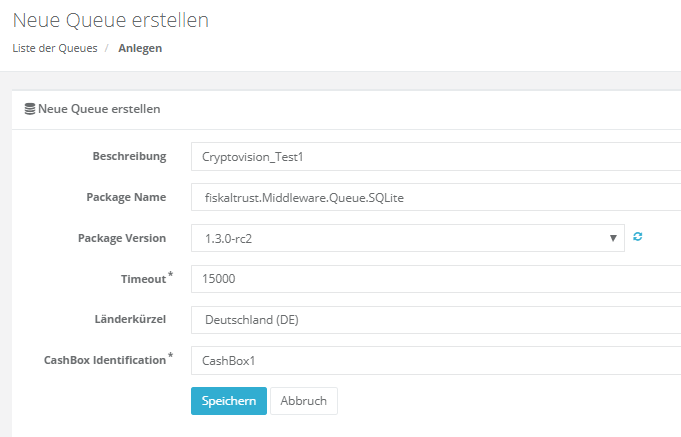 Neue Queue erstellen
Liste der Queues / Anlegen
Neue Queue erstellen
Beschreibung Cryptovision_Test1
Package Name fiskaltrust.Middleware.Queue.SQLite
Package Version 1.3.0-rc2
Timeout* 15000
Länderkürzel Deutschland (DE)
CashBox Identification* CashBox1
Speichern Abbruch